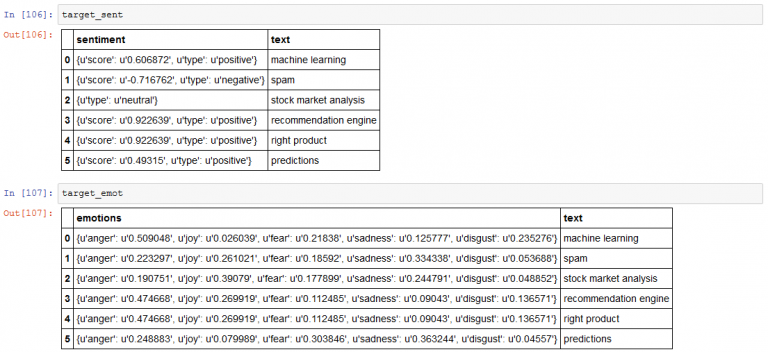 In [106]: target_sent
Out[106]:
sentiment text
0 {u'score': u'0.606872', u'type': u'positive'} machine learning
1 {u'score': u'-0.716762', u'type': u'negative'} spam
2 {u'type': u'neutral'} stock market analysis
3 {u'score': u'0.922639', u'type': u'positive'} recommendation engine
4 {u'score': u'0.922639', u'type': u'positive'} right product
5 {u'score': u'0.49315', u'type': u'positive'} predictions
In [107]: target_emot
Out[107]:
emotions text
0 {u'anger': u'0.509048', u'joy': u'0.026039', u'fear': u'0.21838', u'sadness': u'0.125777', u'disgust': u'0.235276'} machine learning
1 {u'anger': u'0.223297', u'joy': u'0.261021', u'fear': u'0.18592', u'sadness': u'0.334338', u'disgust': u'0.053688'} spam
2 {u'anger': u'0.190751', u'joy': u'0.39079', u'fear': u'0.177899', u'sadness': u'0.244791', u'disgust': u'0.048852'} stock market analysis
3 {u'anger': u'0.474668', u'joy': u'0.269919', u'fear': u'0.112485', u'sadness': u'0.09043', u'disgust': u'0.136571'} recommendation engine
4 {u'anger': u'0.474668', u'joy': u'0.269919', u'fear': u'0.112485', u'sadness': u'0.09043', u'disgust': u'0.136571'} right product
5 {u'anger': u'0.248883', u'joy': u'0.079989', u'fear': u'0.303846', u'sadness': u'0.363244', u'disgust': u'0.04557'} predictions